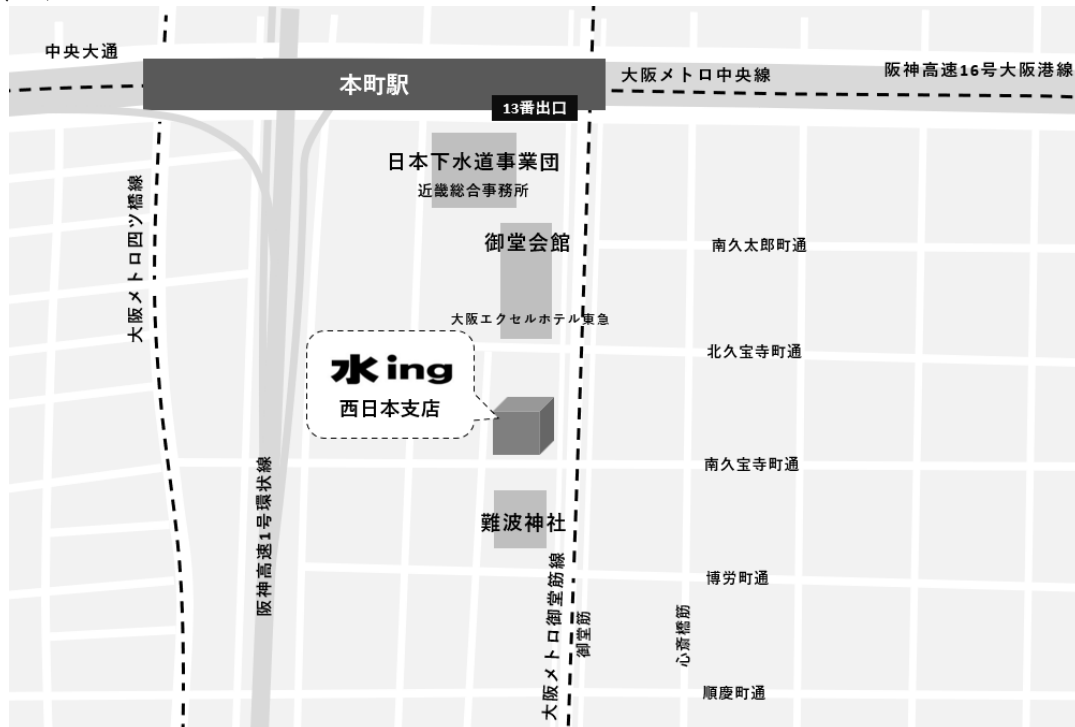 中央大通
本町駅
大阪メトロ中央線
阪神高速16号大阪港線
13番出口
日本下水道事業団
近畿総合事務所
大阪メトロ四ツ橋線
御堂会館
南久太郎町通
大阪エクセルホテル東急
北久宝寺町通
水ing
西日本支店
南久宝寺町通
阪神高速1号環状線
難波神社
大阪メトロ御堂筋線
御堂筋
博労町通
心斎橋筋
順慶町通